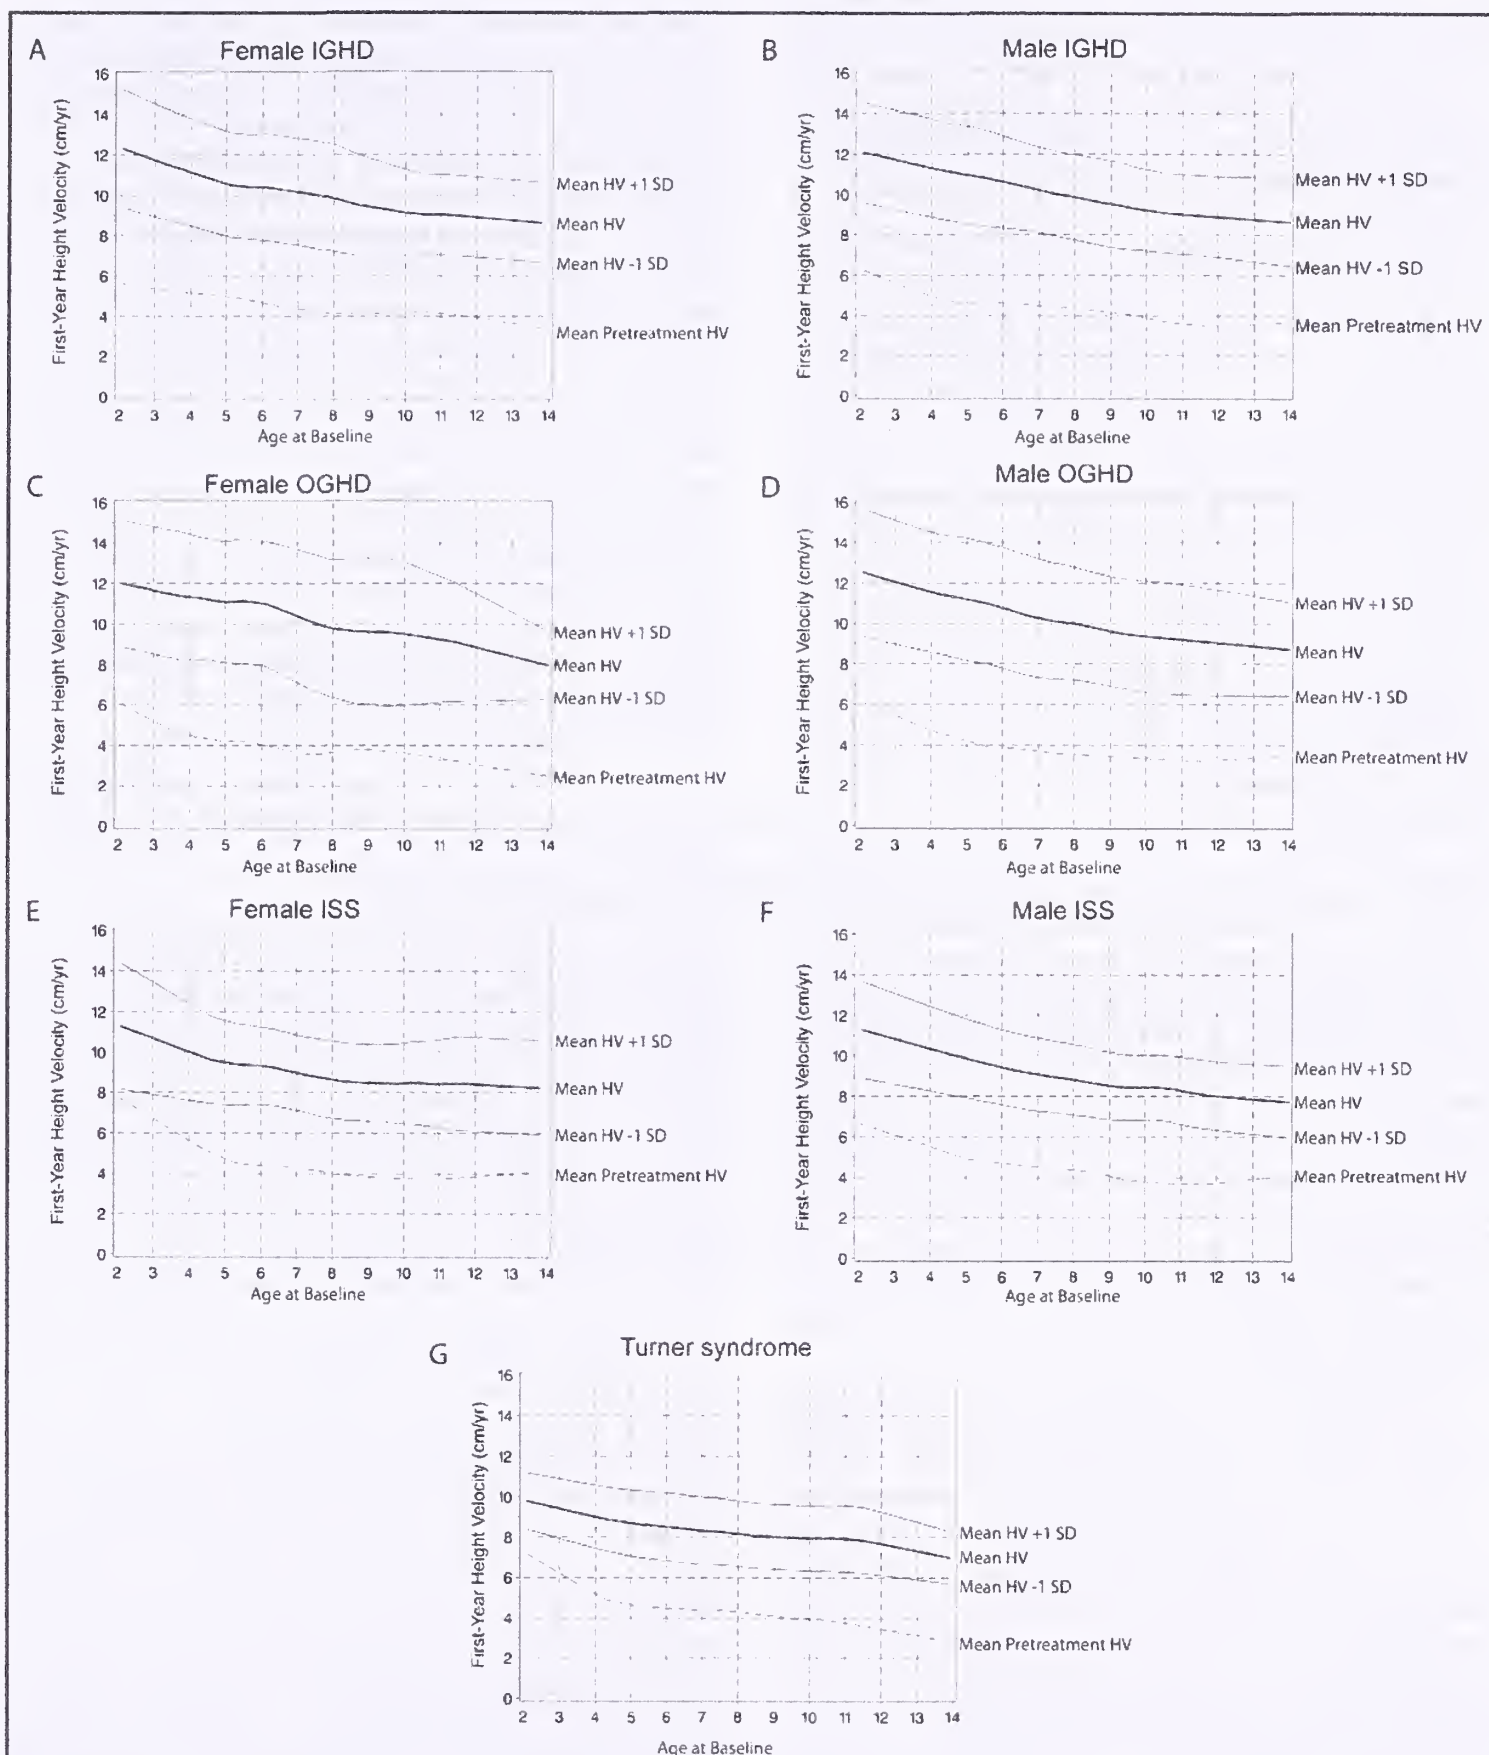 A
Female IGHD
First-Year Height Velocity (cm/yr)
16
14
12
10
8
6
4
2
0
Mean HV +1 SD
Mean HV
Mean HV -1 SD
Mean Pretreatment HV
2 3 4 5 6 7 8 9 10 11 12 13 14
Age at Baseline
B
Male IGHD
First-Year Height Velocity (cm/yr)
16
14
12
10
8
6
4
2
0
Mean HV +1 SD
Mean HV
Mean HV -1 SD
Mean Pretreatment HV
2 3 4 5 6 7 8 9 10 11 12 13 14
Age at Baseline
C
Female OGHD
First-Year Height Velocity (cm/yr)
16
14
12
10
8
6
4
2
0
Mean HV +1 SD
Mean HV
Mean HV -1 SD
Mean Pretreatment HV
2 3 4 5 6 7 8 9 10 11 12 13 14
Age at Baseline
D
Male OGHD
First-Year Height Velocity (cm/yr)
16
14
12
10
8
6
4
2
0
Mean HV +1 SD
Mean HV
Mean HV -1 SD
Mean Pretreatment HV
2 3 4 5 6 7 8 9 10 11 12 13 14
Age at Baseline
E
Female ISS
First-Year Height Velocity (cm/yr)
16
14
12
10
8
6
4
2
0
Mean HV +1 SD
Mean HV
Mean HV -1 SD
Mean Pretreatment HV
2 3 4 5 6 7 8 9 10 11 12 13 14
Age at Baseline
F
Male ISS
First-Year Height Velocity (cm/yr)
16
14
12
10
8
6
4
2
0
Mean HV +1 SD
Mean HV
Mean HV -1 SD
Mean Pretreatment HV
2 3 4 5 6 7 8 9 10 11 12 13 14
Age at Baseline
G
Turner syndrome
First-Year Height Velocity (cm/yr)
16
14
12
10
8
6
4
2
0
Mean HV +1 SD
Mean HV
Mean HV -1 SD
Mean Pretreatment HV
2 3 4 5 6 7 8 9 10 11 12 13 14
Age at Baseline